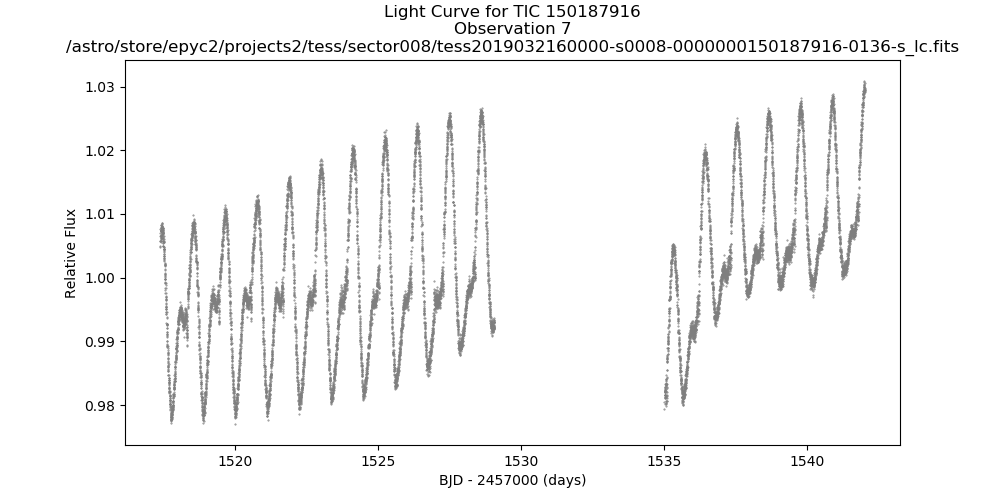 Light Curve for TIC 150187916
Observation 7
/astro/store/epyc2/projects2/tess/sector008/tess2019032160000-s0008-0000000150187916-0136-s_lc.fits
1.03
1.02
1.01
1.00
0.99
0.98
Relative Flux
1520
1525
1530
1535
1540
BJD - 2457000 (days)